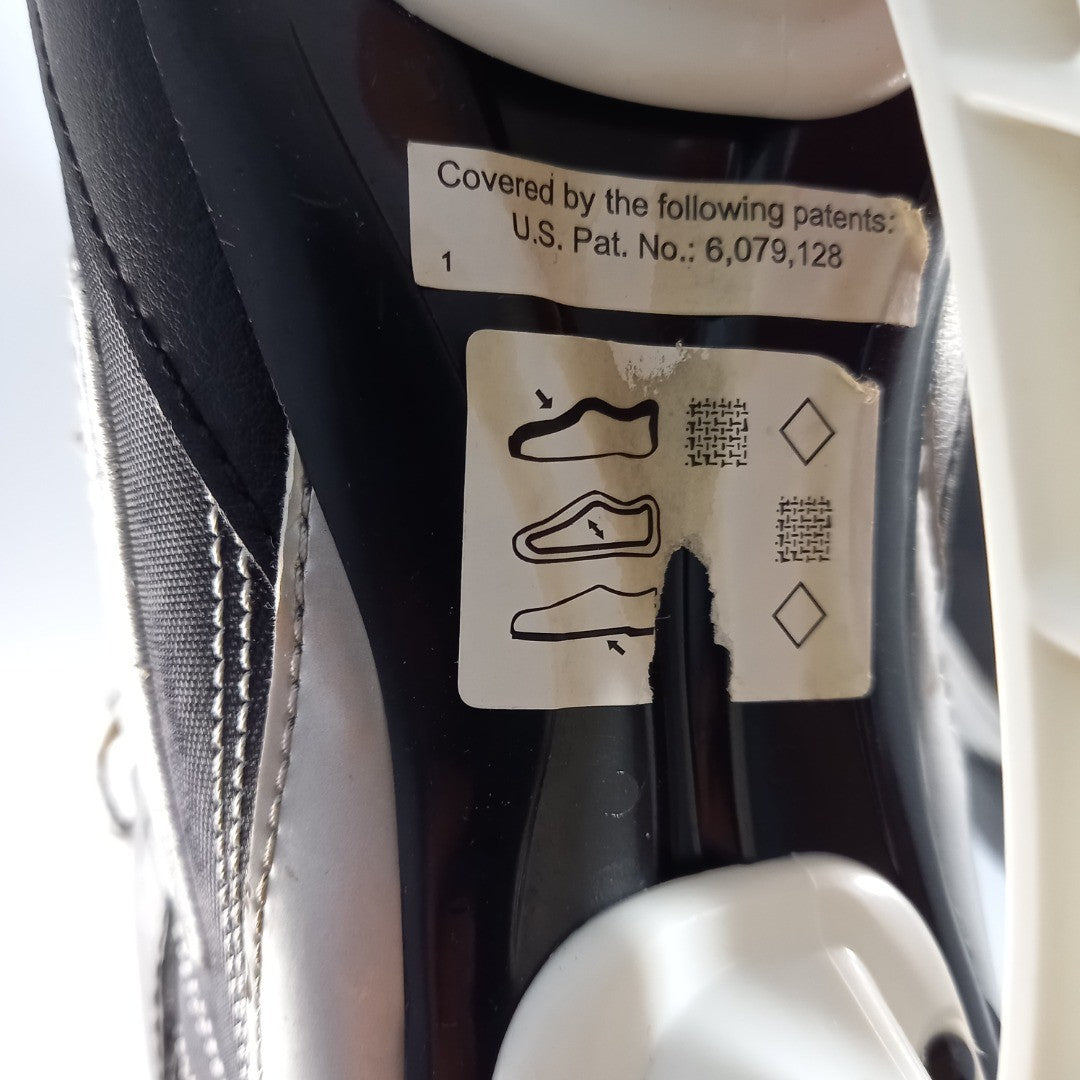 Covered by the following patents:
U.S. Pat. No.: 6,079,128
1